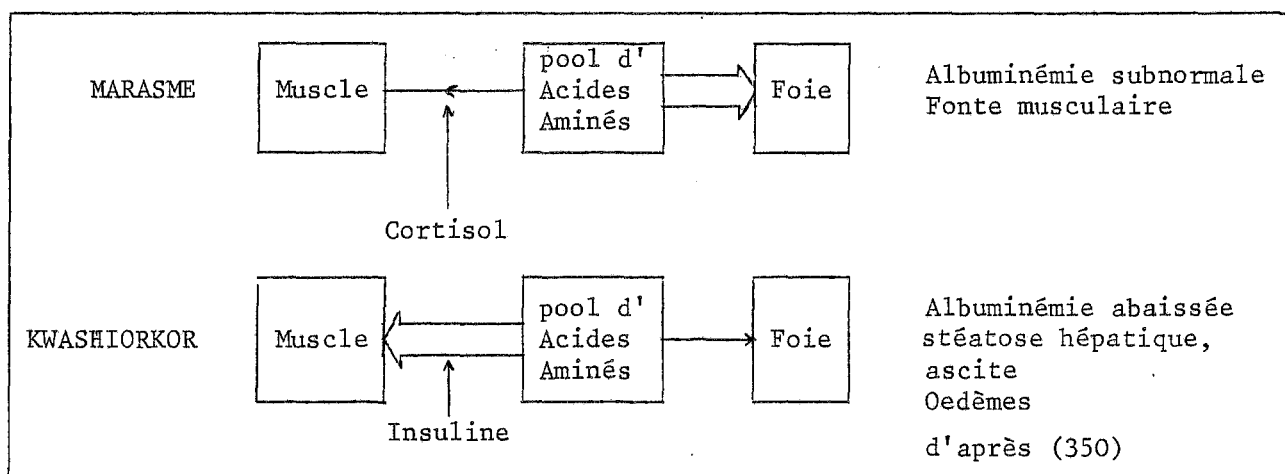 MARASME
Muscle
pool d'
Acides
Aminés
Foie
Albuminémie subnormale
Fonte musculaire
Cortisol
KWASHIORKOR
Muscle
pool d'
Acides
Aminés
Foie
Albuminémie abaissée
stéatose hépatique,
ascite
Oedèmes
Insuline
d'après (350)